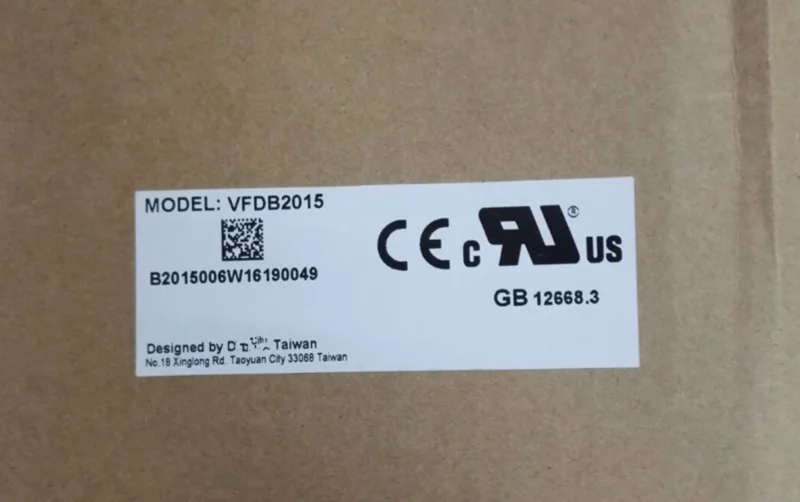 MODEL: VFDB2015
B2015006W16190049
CE c RU ® US
GB 12668.3
Designed by Taiwan
No.18 Xinglong Rd. Taoyuan City 33068 Taiwan